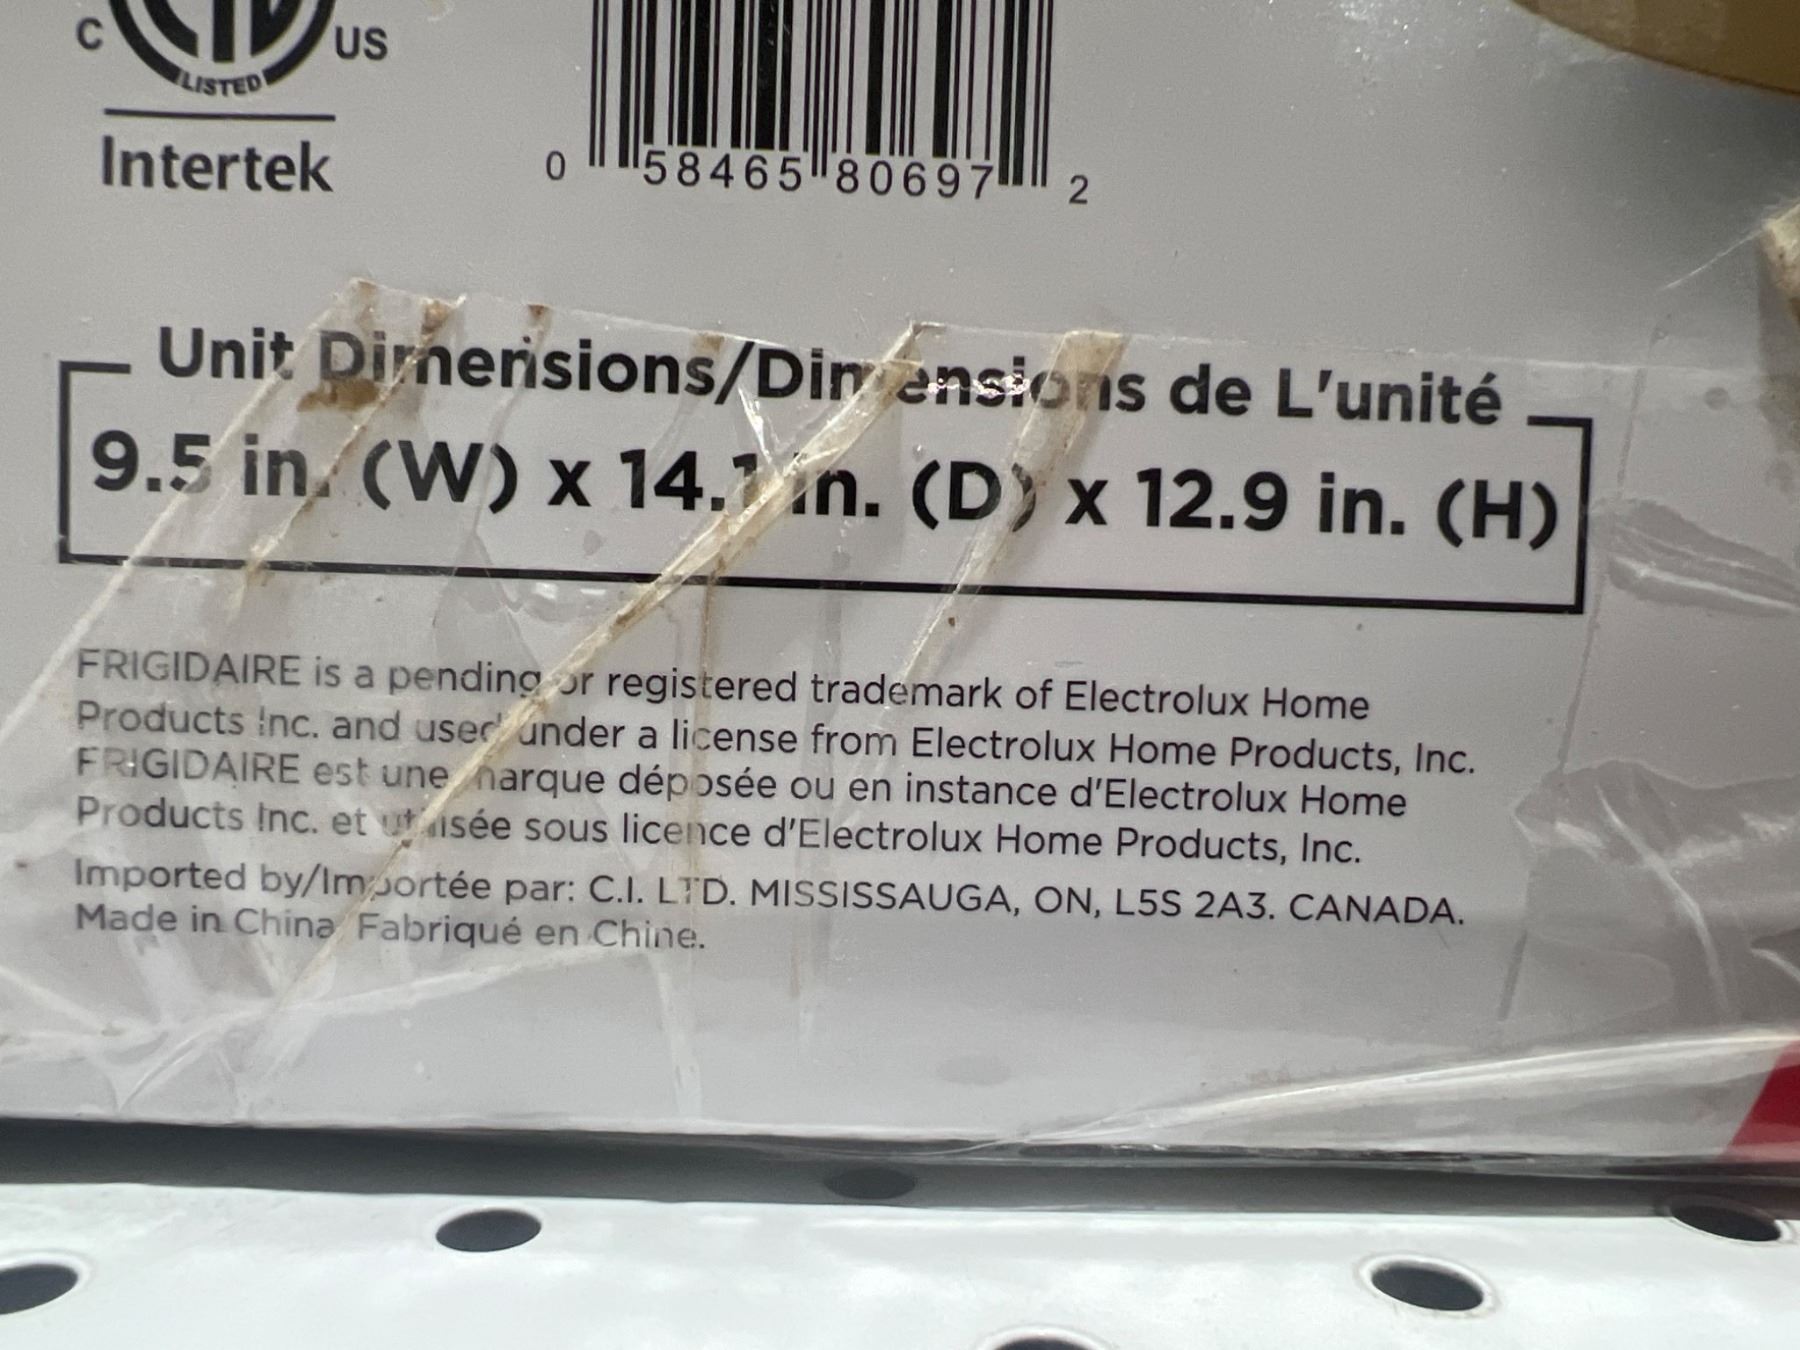 C US
LISTED
Intertek
0 58465 80697 2
Unit Dimensions/Dimensions de L'unité
9.5 in. (W) x 14.1 in. (D) x 12.9 in. (H)
FRIGIDAIRE is a pending or registered trademark of Electrolux Home
Products Inc. and used under a license from Electrolux Home Products, Inc.
FRIGIDAIRE est une marque déposée ou en instance d'Electrolux Home
Products Inc. et utilisée sous licence d'Electrolux Home Products, Inc.
Imported by/Importée par: C.I. LTD. MISSISSAUGA, ON, L5S 2A3. CANADA.
Made in China Fabriqué en Chine.